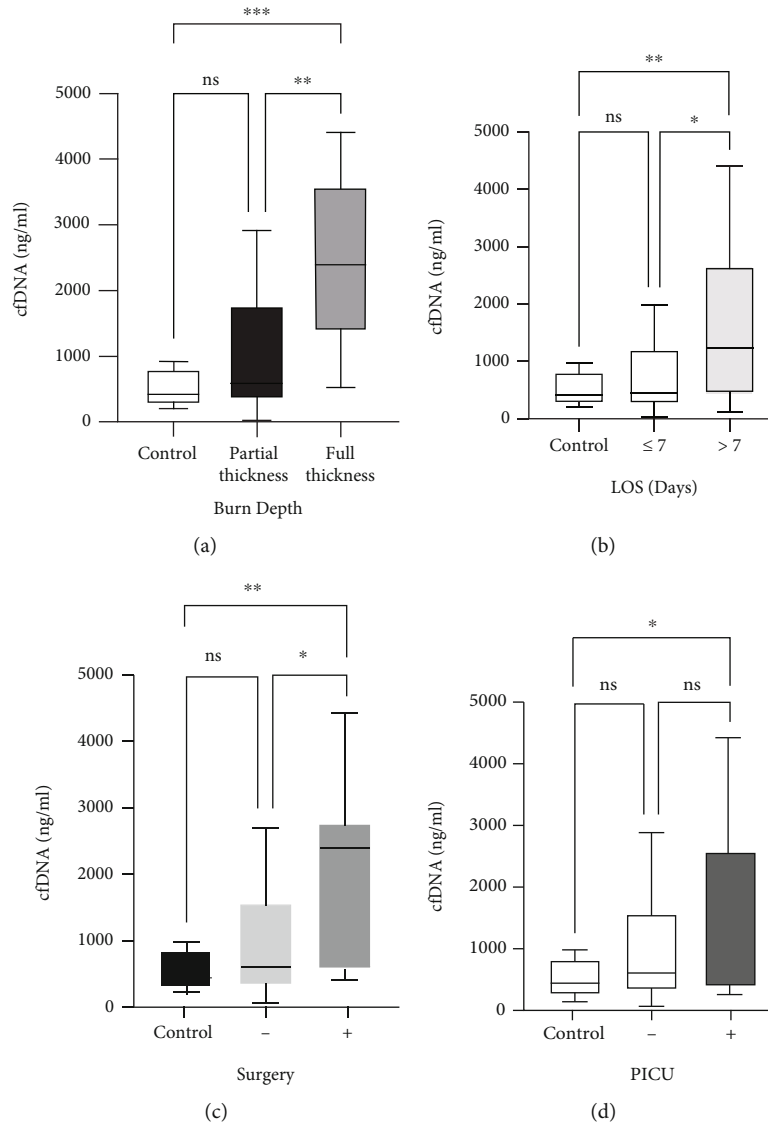 ***
ns
**
5000
4000
3000
2000
1000
0
cfDNA (ng/ml)
Control
Partial
thickness
Full
thickness
Burn Depth
(a)
**
ns
*
5000
4000
3000
2000
1000
0
cfDNA (ng/ml)
Control
≤ 7
> 7
LOS (Days)
(b)
**
ns
*
5000
4000
3000
2000
1000
0
cfDNA (ng/ml)
Control
–
+
Surgery
(c)
*
ns
ns
5000
4000
3000
2000
1000
0
cfDNA (ng/ml)
Control
–
+
PICU
(d)